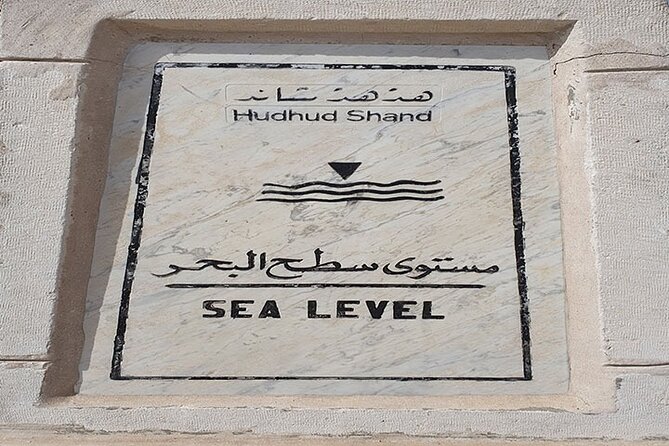 هدهد شاند
Hudhud Shand
مستوى سطح البحر
SEA LEVEL